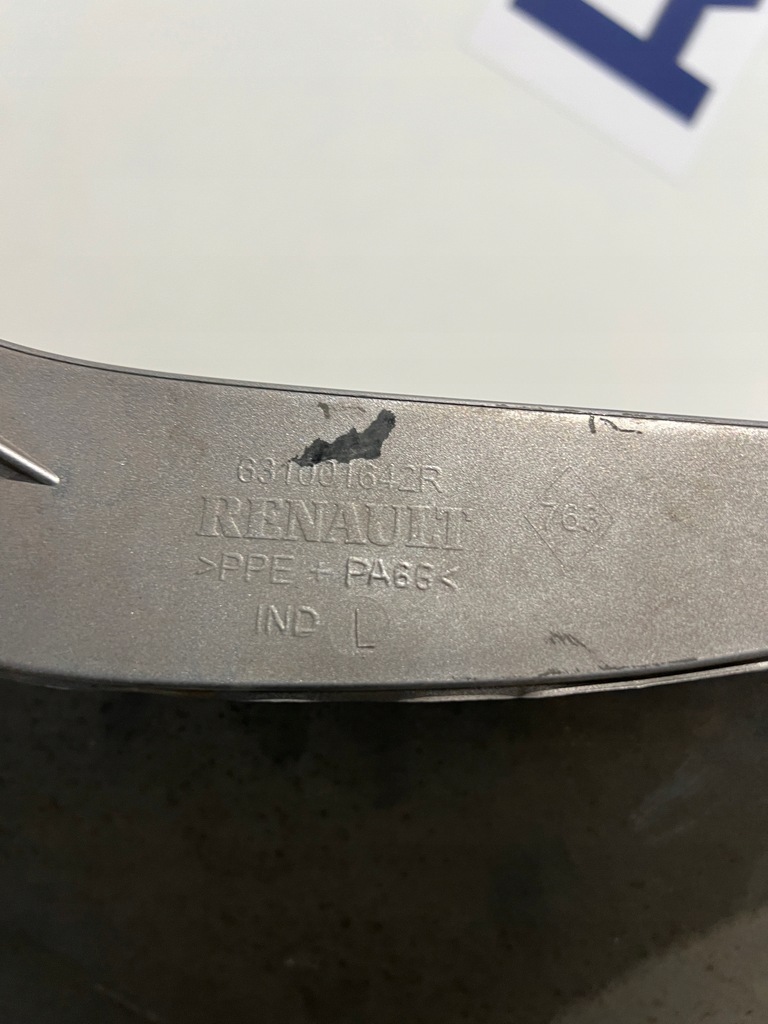 631001642R
RENAULT
763
>PPE + PA66<
IND L